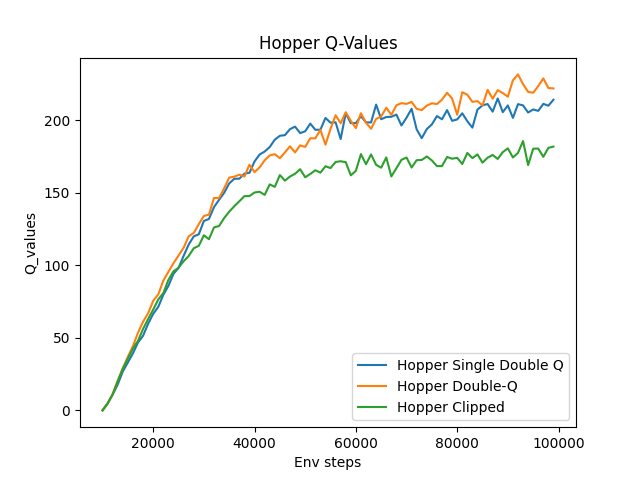 Hopper Q-Values
Q_values
200
150
100
50
0
Hopper Single Double Q
Hopper Double-Q
Hopper Clipped
20000 40000 60000 80000 100000
Env steps